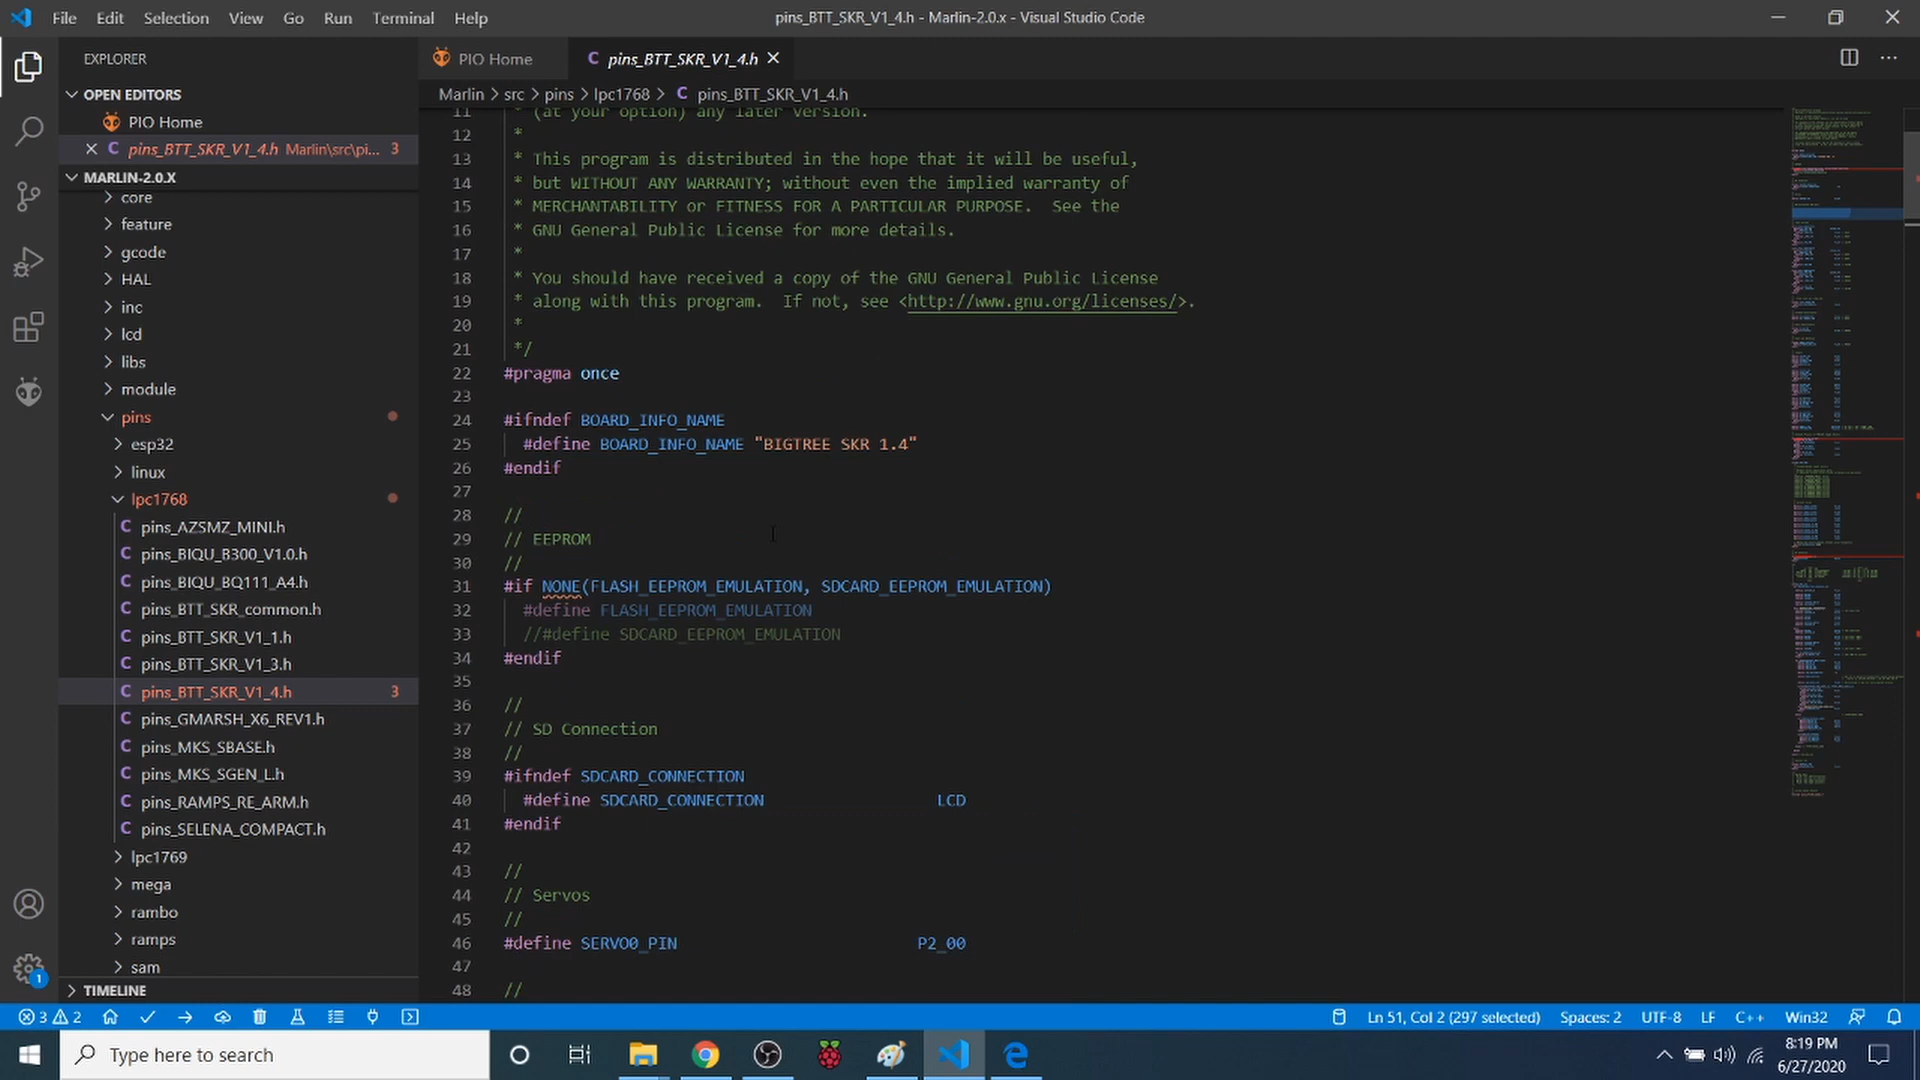 File Edit Selection View Go Run Terminal Help
pins_BTT_SKR_V1_4.h - Marlin-2.0.x - Visual Studio Code
EXPLORER
OPEN EDITORS
PIO Home
pins_BTT_SKR_V1_4.h Marlin\src\pi... 3
MARLIN-2.0.X
core
feature
gcode
HAL
inc
lcd
libs
module
pins
esp32
linux
lpc1768
pins_AZSMZ_MINI.h
pins_BIQU_B300_V1.0.h
pins_BIQU_BQ111_A4.h
pins_BTT_SKR_common.h
pins_BTT_SKR_V1_1.h
pins_BTT_SKR_V1_3.h
pins_BTT_SKR_V1_4.h 3
pins_GMARSH_X6_REV1.h
pins_MKS_SBASE.h
pins_MKS_SGEN_L.h
pins_RAMPS_RE_ARM.h
pins_SELENA_COMPACT.h
lpc1769
mega
rambo
ramps
sam
TIMELINE
PIO Home
pins_BTT_SKR_V1_4.h
Marlin > src > pins > lpc1768 > C pins_BTT_SKR_V1_4.h
11 * (at your option) any later version.
12 *
13 * This program is distributed in the hope that it will be useful,
14 * but WITHOUT ANY WARRANTY; without even the implied warranty of
15 * MERCHANTABILITY or FITNESS FOR A PARTICULAR PURPOSE.  See the
16 * GNU General Public License for more details.
17 *
18 * You should have received a copy of the GNU General Public License
19 * along with this program.  If not, see <http://www.gnu.org/licenses/>.
20 *
21 */
22 #pragma once
23
24 #ifndef BOARD_INFO_NAME
25   #define BOARD_INFO_NAME "BIGTREE SKR 1.4"
26 #endif
27
28 //
29 // EEPROM
30 //
31 #if NONE(FLASH_EEPROM_EMULATION, SDCARD_EEPROM_EMULATION)
32   #define FLASH_EEPROM_EMULATION
33   //#define SDCARD_EEPROM_EMULATION
34 #endif
35
36 //
37 // SD Connection
38 //
39 #ifndef SDCARD_CONNECTION
40   #define SDCARD_CONNECTION                  LCD
41 #endif
42
43 //
44 // Servos
45 //
46 #define SERVO0_PIN                         P2_00
47
48 //
3 2
Ln 51, Col 2 (297 selected) Spaces: 2 UTF-8 LF C++ Win32
Type here to search
8:19 PM
6/27/2020